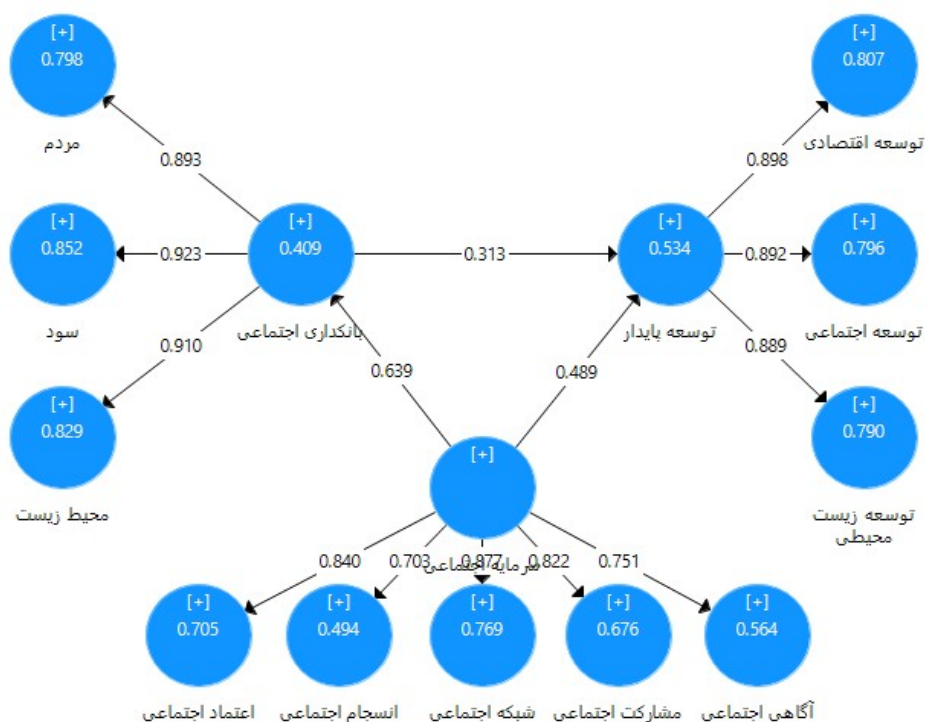 [+]
0.798
مردم
[+]
0.807
توسعه اقتصادی
0.893
0.898
[+]
0.852
سود
0.923
[+]
0.409
بانکداری اجتماعی
0.313
[+]
0.534
توسعه پایدار
0.892
[+]
0.796
توسعه اجتماعی
0.910
0.889
0.639
0.489
[+]
0.829
محیط زیست
[+]
0.790
توسعه زیست
محیطی
[+]
سرمایه اجتماعی
0.840
0.703
0.877
0.822
0.751
[+]
0.705
اعتماد اجتماعی
[+]
0.494
انسجام اجتماعی
[+]
0.769
شبکه اجتماعی
[+]
0.676
مشارکت اجتماعی
[+]
0.564
آگاهی اجتماعی